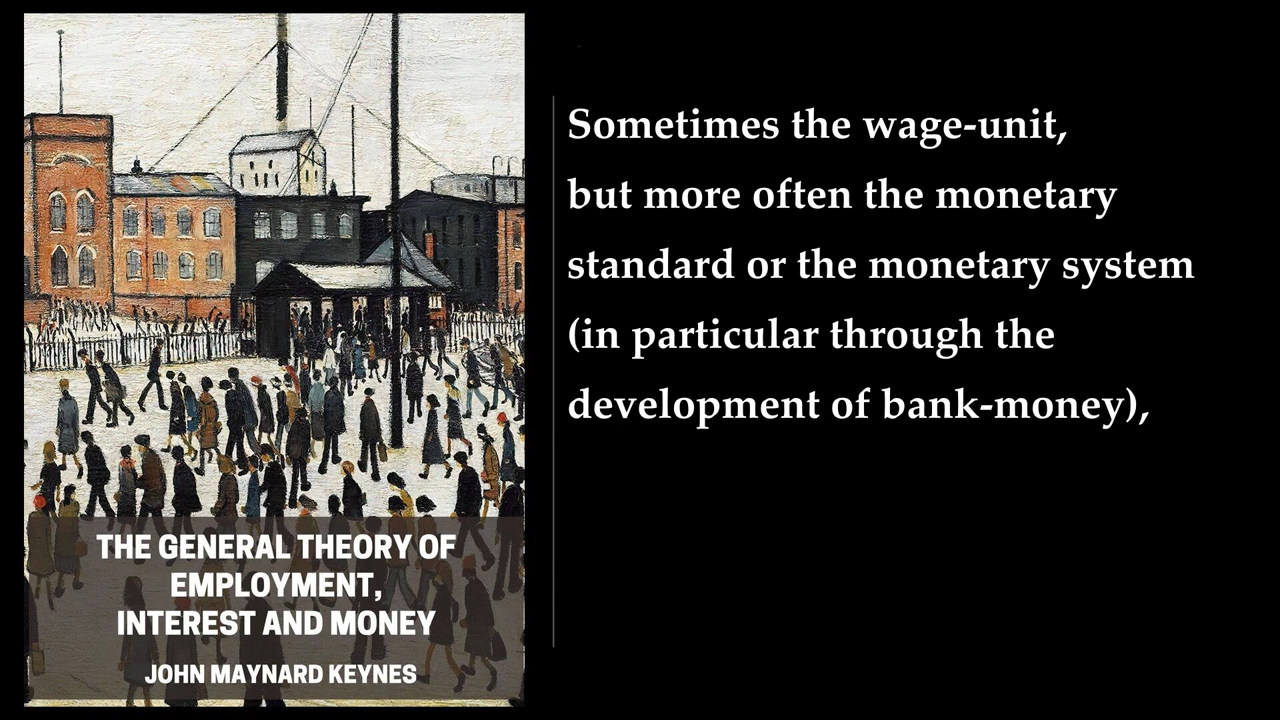 THE GENERAL THEORY OF
EMPLOYMENT,
INTEREST AND MONEY
JOHN MAYNARD KEYNES
Sometimes the wage-unit,
but more often the monetary
standard or the monetary system
(in particular through the
development of bank-money),